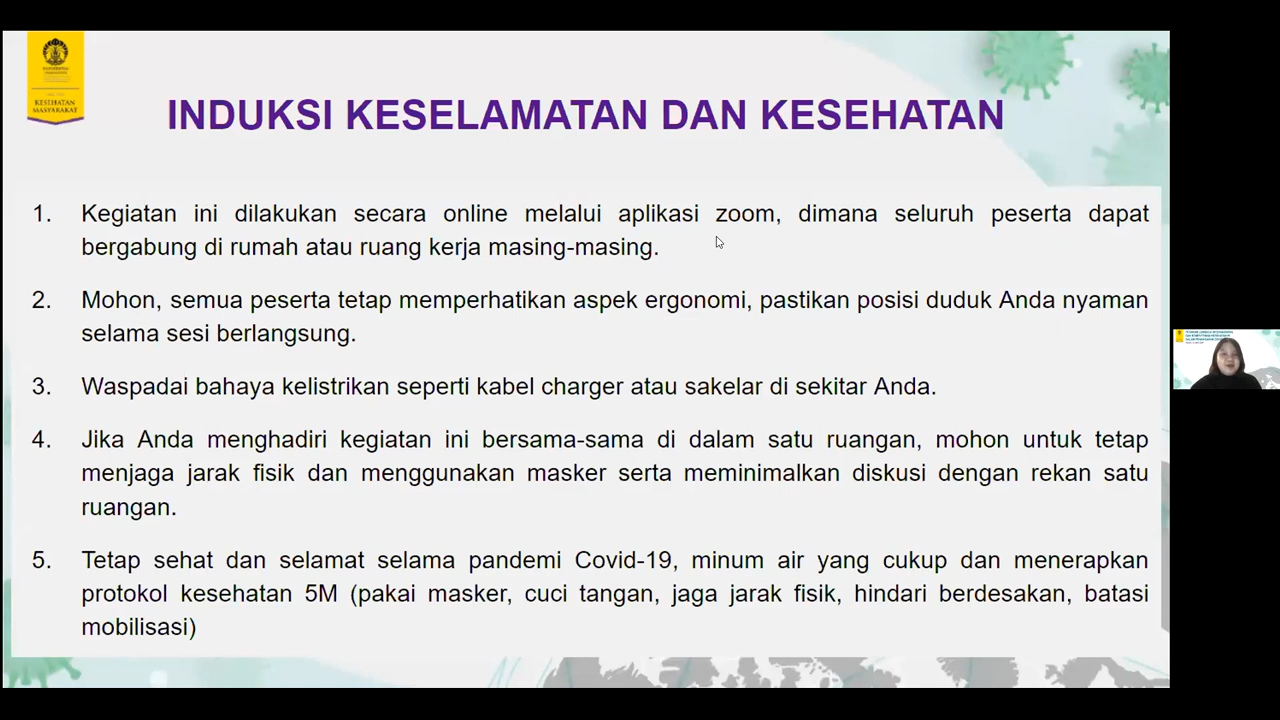 KESEHATAN
MASYARAKAT
INDUKSI KESELAMATAN DAN KESEHATAN
1. Kegiatan ini dilakukan secara online melalui aplikasi zoom, dimana seluruh peserta dapat
bergabung di rumah atau ruang kerja masing-masing.
2. Mohon, semua peserta tetap memperhatikan aspek ergonomi, pastikan posisi duduk Anda nyaman
selama sesi berlangsung.
3. Waspadai bahaya kelistrikan seperti kabel charger atau sakelar di sekitar Anda.
4. Jika Anda menghadiri kegiatan ini bersama-sama di dalam satu ruangan, mohon untuk tetap
menjaga jarak fisik dan menggunakan masker serta meminimalkan diskusi dengan rekan satu
ruangan.
5. Tetap sehat dan selamat selama pandemi Covid-19, minum air yang cukup dan menerapkan
protokol kesehatan 5M (pakai masker, cuci tangan, jaga jarak fisik, hindari berdesakan, batasi
mobilisasi)